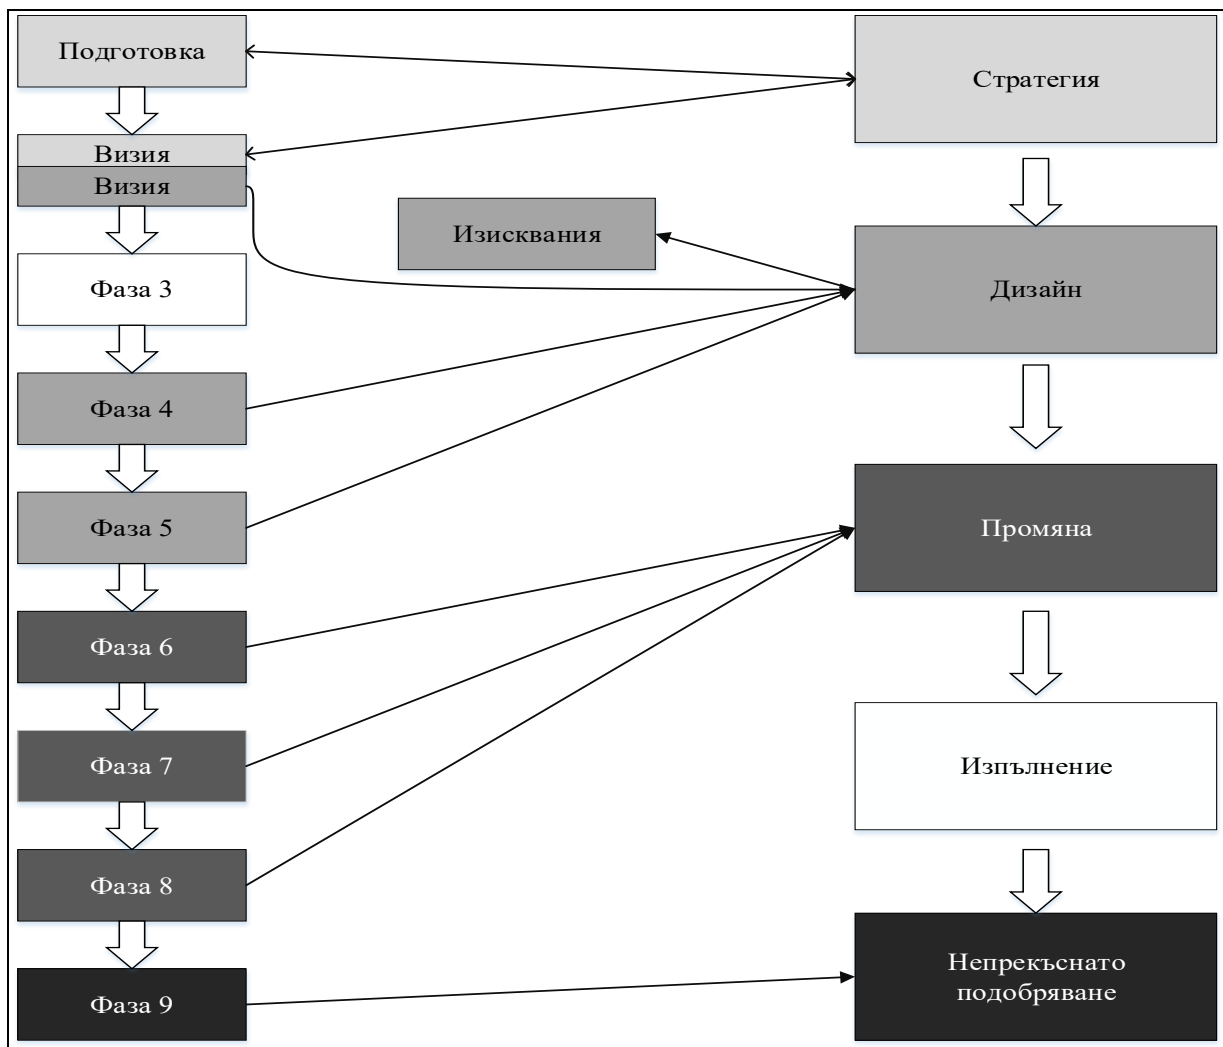 Подготовка
Визия
Визия
Фаза 3
Фаза 4
Фаза 5
Фаза 6
Фаза 7
Фаза 8
Фаза 9
Изисквания
Стратегия
Дизайн
Промяна
Изпълнение
Непрекъснато
подобряване